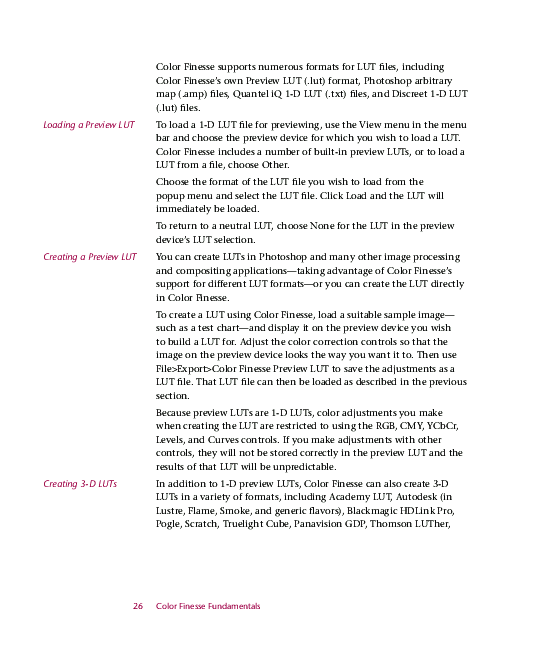 Color Finesse supports numerous formats for LUT files, including
Color Finesse's own Preview LUT (.lut) format, Photoshop arbitrary
map (.amp) files, Quantel iQ 1-D LUT (.txt) files, and Discreet 1-D LUT
(.lut) files.
Loading a Preview LUT
To load a 1-D LUT file for previewing, use the View menu in the menu
bar and choose the preview device for which you wish to load a LUT.
Color Finesse includes a number of built-in preview LUTs, or to load a
LUT from a file, choose Other.
Choose the format of the LUT file you wish to load from the
popup menu and select the LUT file. Click Load and the LUT will
immediately be loaded.
To return to a neutral LUT, choose None for the LUT in the preview
device's LUT selection.
Creating a Preview LUT
You can create LUTs in Photoshop and many other image processing
and compositing applications—taking advantage of Color Finesse's
support for different LUT formats—or you can create the LUT directly
in Color Finesse.
To create a LUT using Color Finesse, load a suitable sample image—
such as a test chart—and display it on the preview device you wish
to build a LUT for. Adjust the color correction controls so that the
image on the preview device looks the way you want it to. Then use
File>Export>Color Finesse Preview LUT to save the adjustments as a
LUT file. That LUT file can then be loaded as described in the previous
section.
Because preview LUTs are 1-D LUTs, color adjustments you make
when creating the LUT are restricted to using the RGB, CMY, YCbCr,
Levels, and Curves controls. If you make adjustments with other
controls, they will not be stored correctly in the preview LUT and the
results of that LUT will be unpredictable.
Creating 3-D LUTs
In addition to 1-D preview LUTs, Color Finesse can also create 3-D
LUTs in a variety of formats, including Academy LUT, Autodesk (in
Lustre, Flame, Smoke, and generic flavors), Blackmagic HDLink Pro,
Pogle, Scratch, Truelight Cube, Panavision GDP, Thomson LUTher,
26 Color Finesse Fundamentals